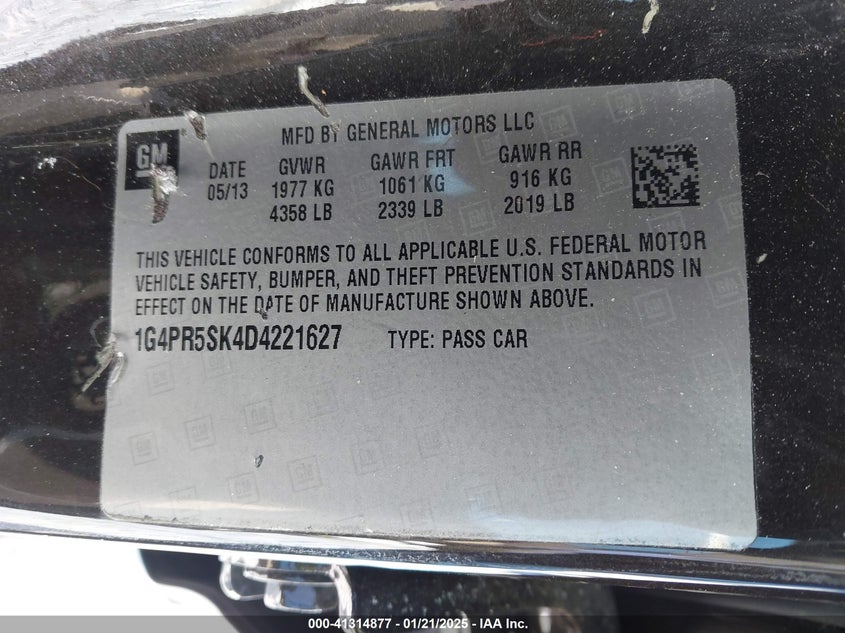 MFD BY GENERAL MOTORS LLC
GM
DATE GVWR GAWR FRT GAWR RR
05/13 1977 KG 1061 KG 916 KG
4358 LB 2339 LB 2019 LB
THIS VEHICLE CONFORMS TO ALL APPLICABLE U.S. FEDERAL MOTOR
VEHICLE SAFETY, BUMPER, AND THEFT PREVENTION STANDARDS IN
EFFECT ON THE DATE OF MANUFACTURE SHOWN ABOVE.
1G4PR5SK4D4221627 TYPE: PASS CAR
000-41314877 - 01/21/2025 - IAA Inc.